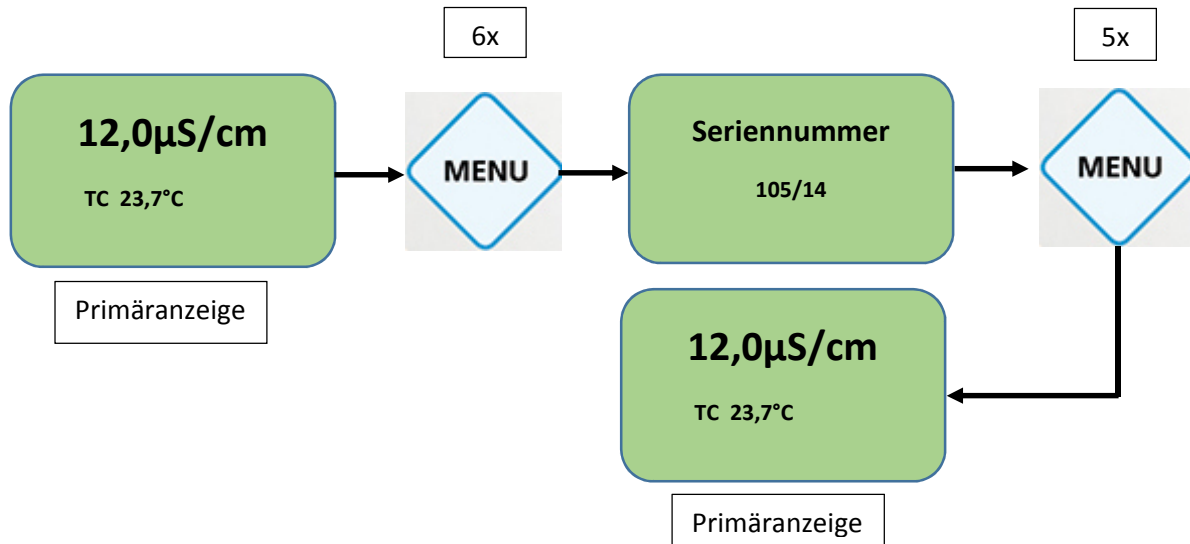 6x
5x
12,0µS/cm
TC 23,7°C
MENU
Seriennummer
105/14
MENU
Primäranzeige
12,0µS/cm
TC 23,7°C
Primäranzeige